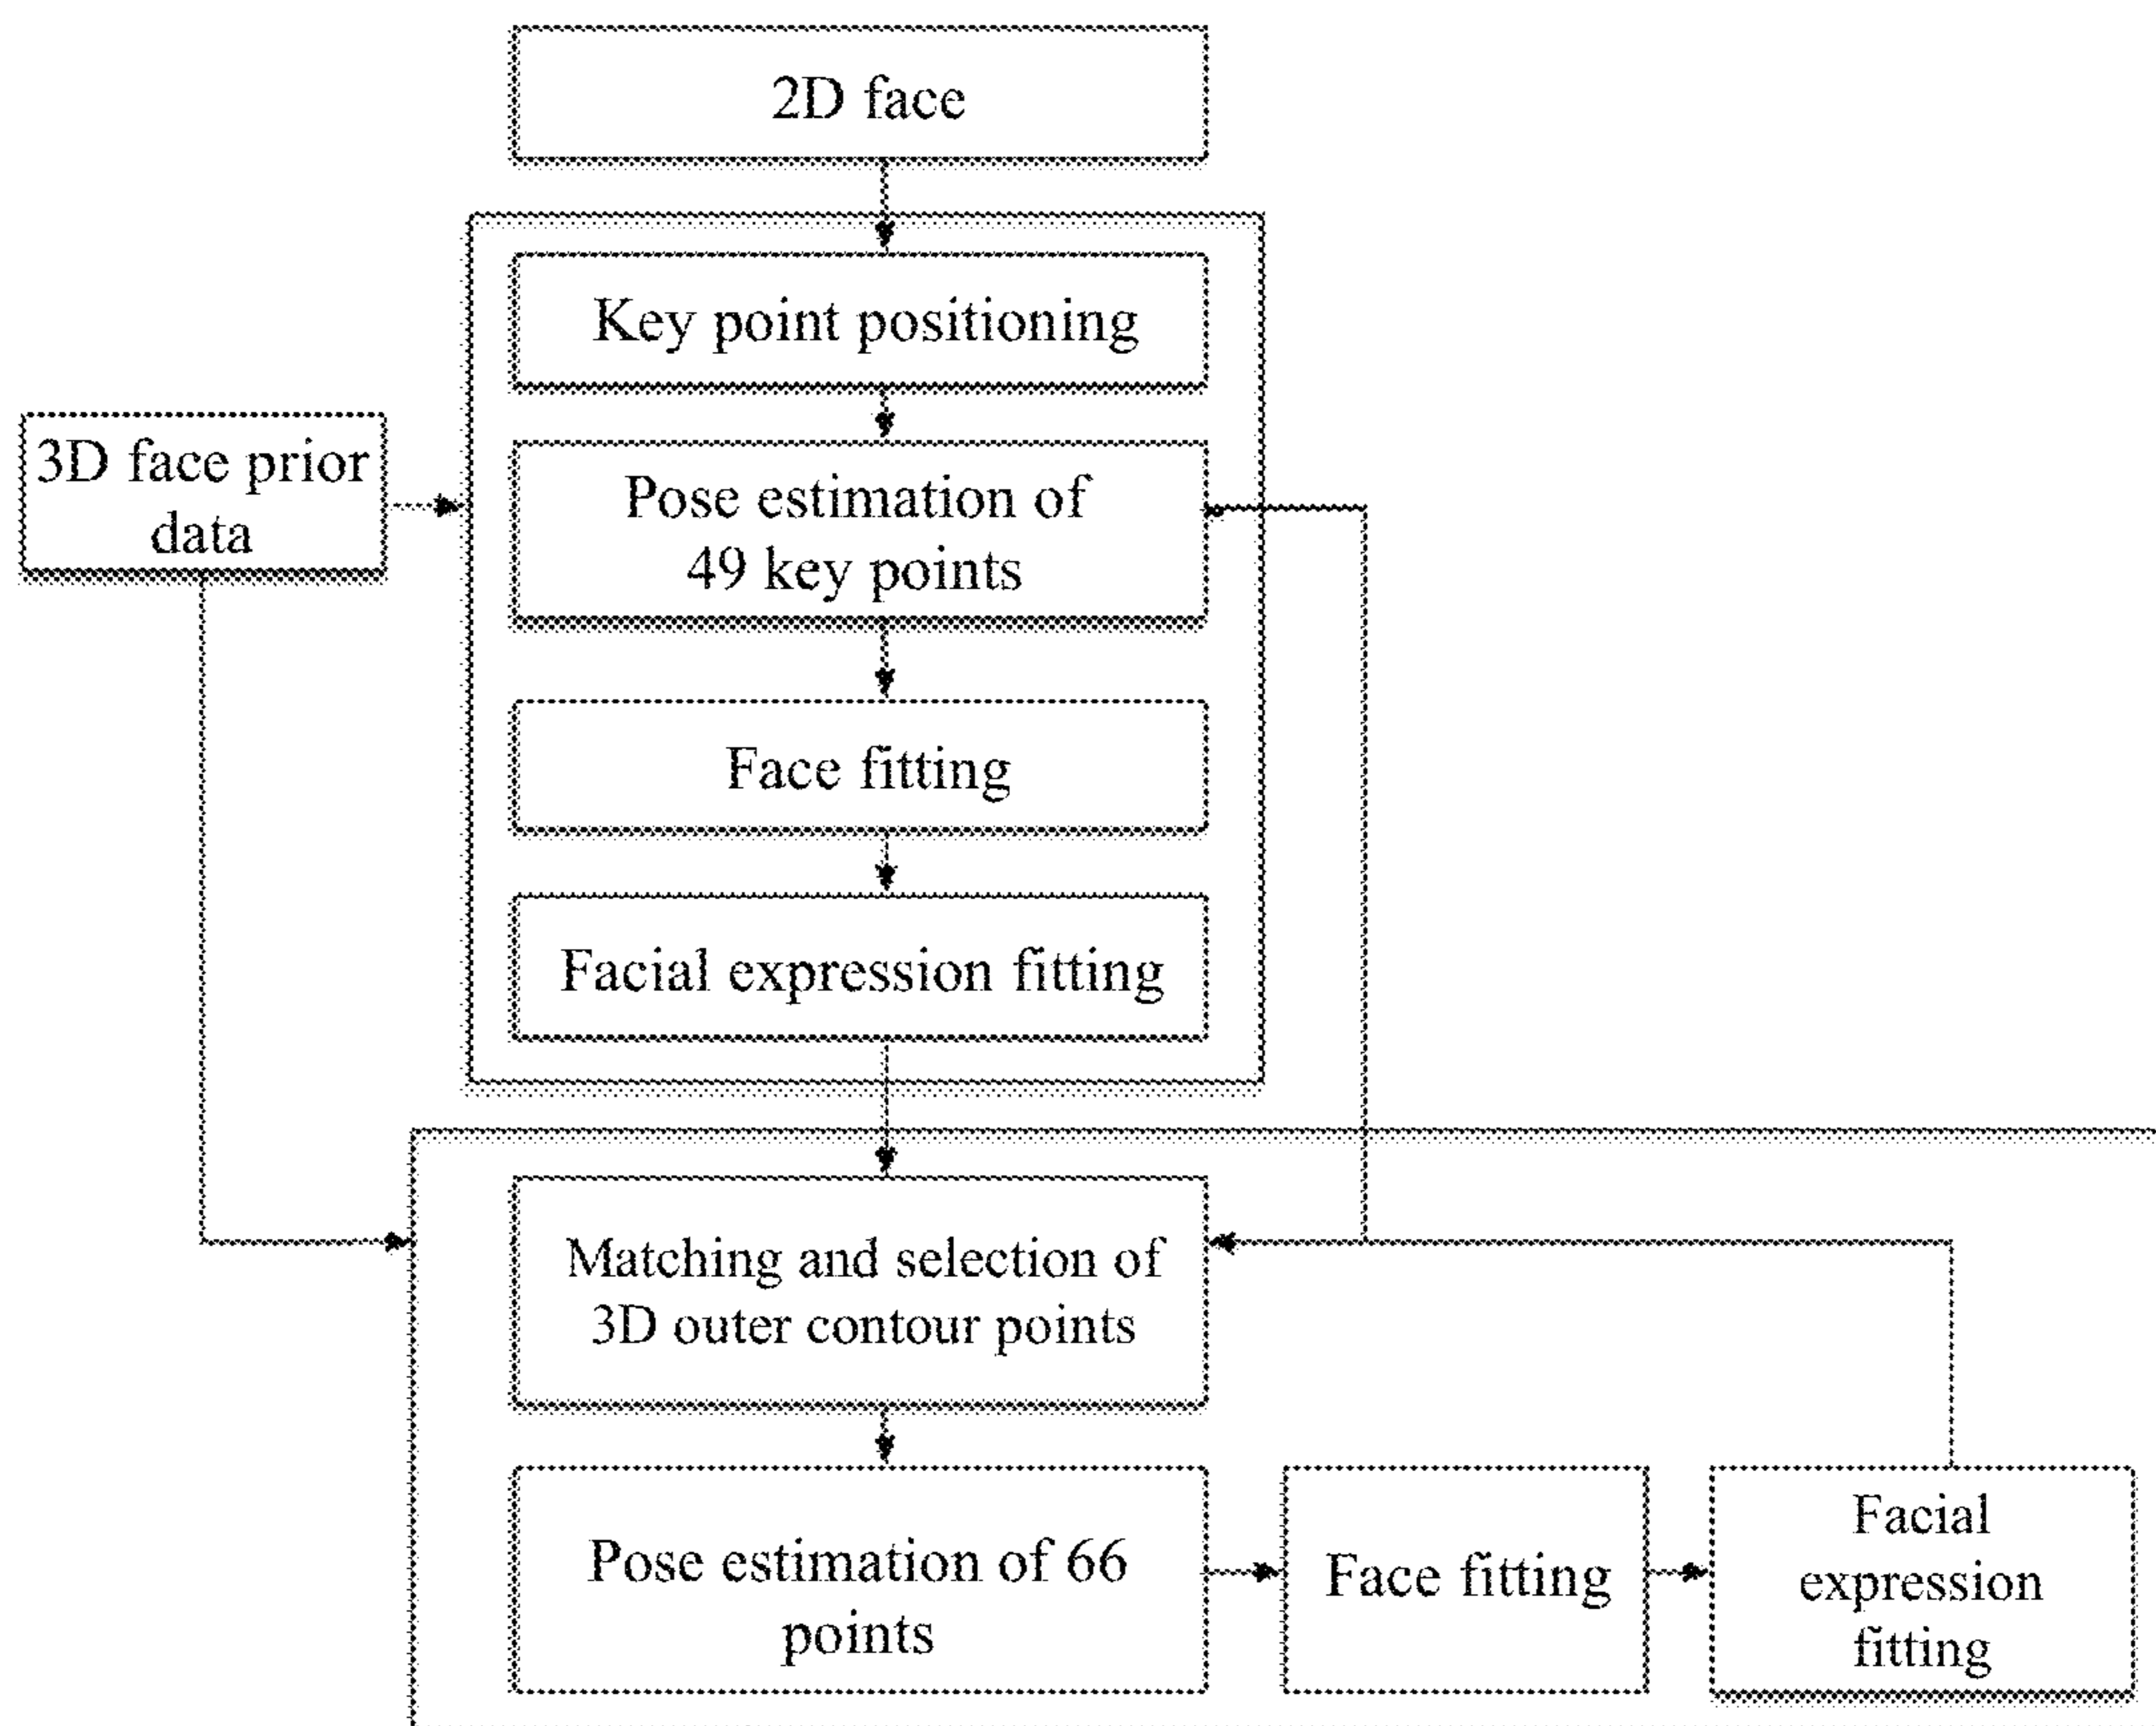 2D face
Key point positioning
3D face prior
data
Pose estimation of
49 key points
Face fitting
Facial expression fitting
Matching and selection of
3D outer contour points
Pose estimation of 66
points
Face fitting
Facial
expression
fitting